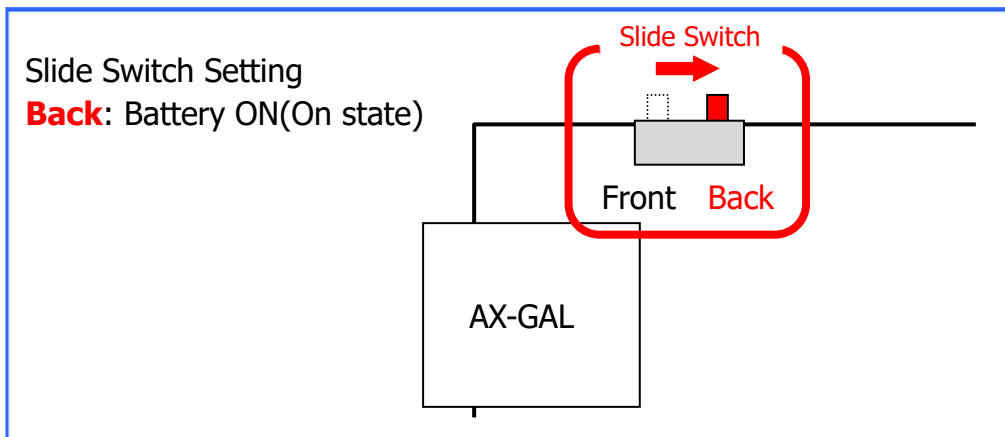 Slide Switch
Slide Switch Setting
Back: Battery ON(On state)
Front Back
AX-GAL